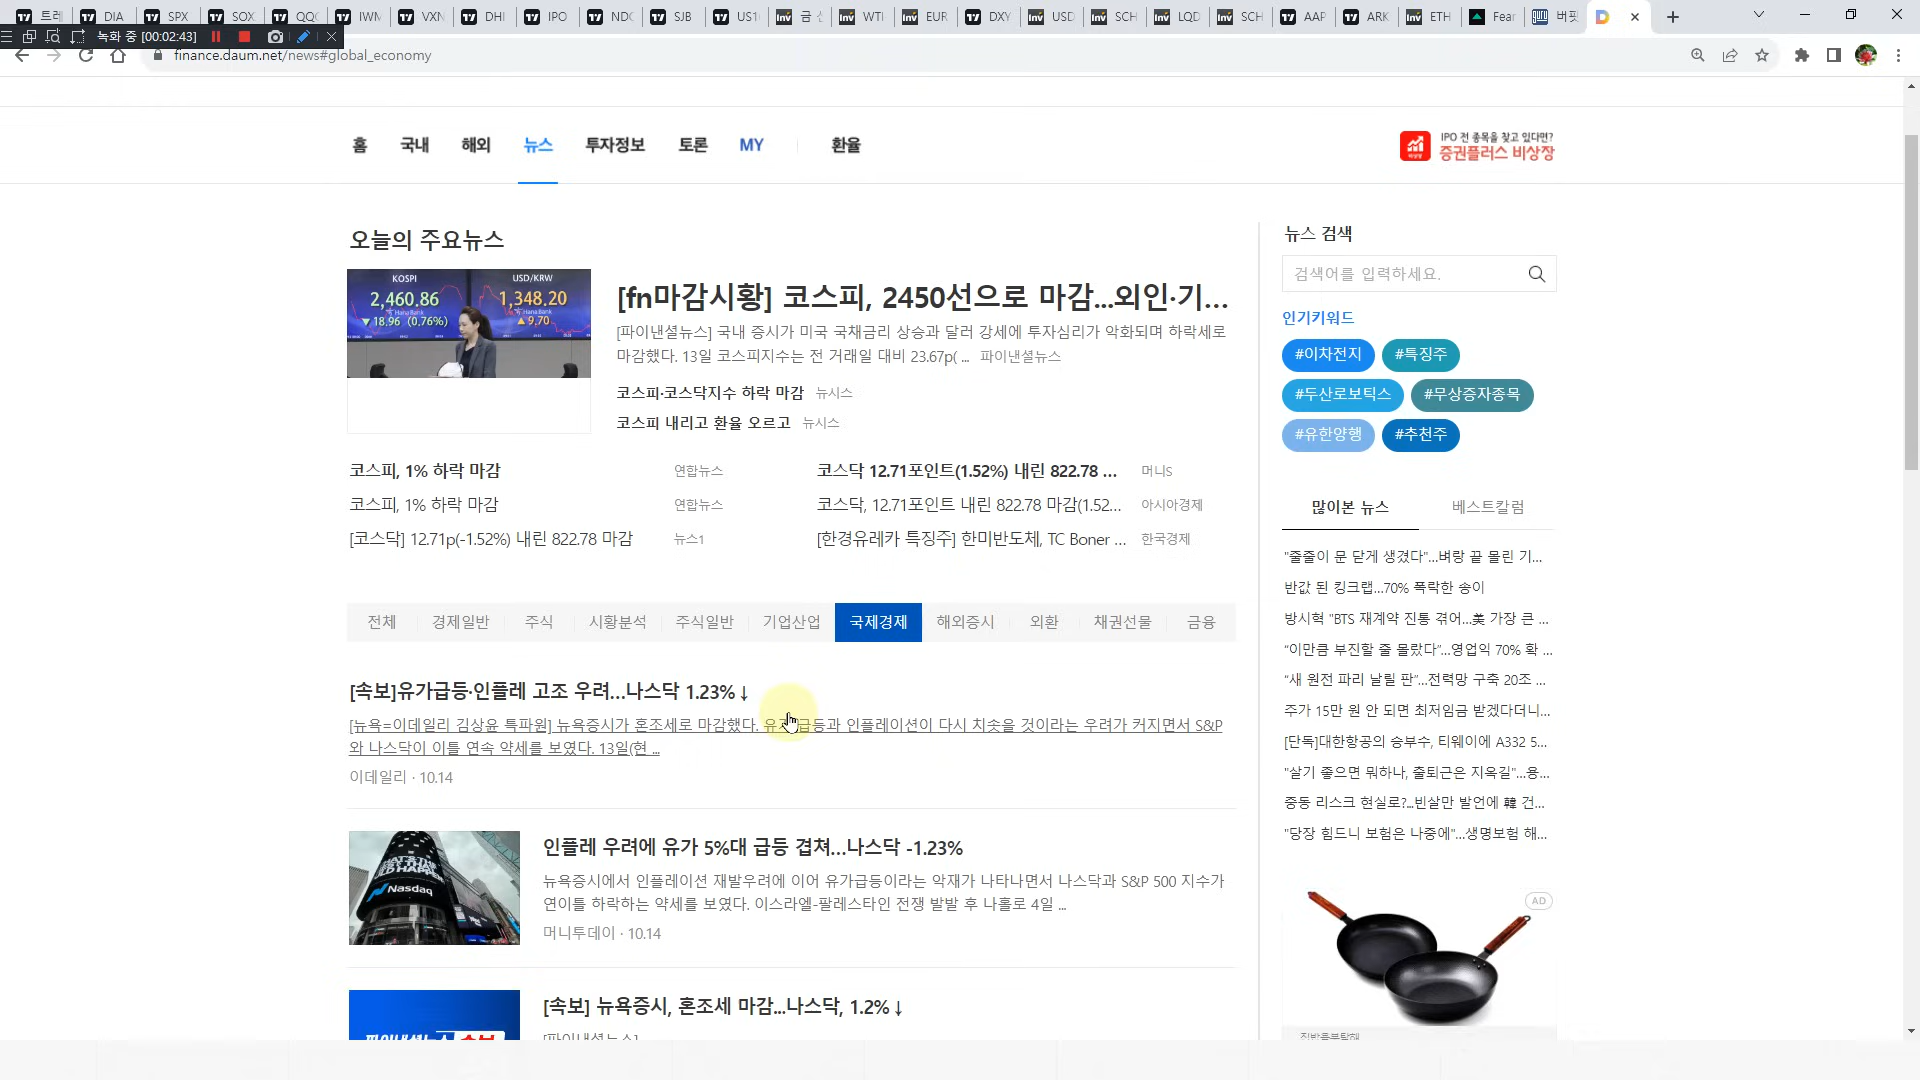 트레 DIA SPX SOX QQQ IWM VXN DHI IPO NDC SJB US1 금 선 WTI EUR DXY USD SCH LQD SCH AAP ARK ETH Fear 버핏
녹화 중 [00:02:43]
finance.daum.net/news#global_economy
홈 국내 해외 뉴스 투자정보 토론 MY 환율
IPO 전 종목을 찾고 있다면?
증권플러스 비상장
오늘의 주요뉴스
KOSPI USD/KRW
2,460.86 1,348.20
Hana Bank Hana Bank
▼18.96 (0.76%) ▲9.70
[fn마감시황] 코스피, 2450선으로 마감...외인·기...
[파이낸셜뉴스] 국내 증시가 미국 국채금리 상승과 달러 강세에 투자심리가 악화되며 하락세로
마감했다. 13일 코스피지수는 전 거래일 대비 23.67p( ... 파이낸셜뉴스
코스피·코스닥지수 하락 마감 뉴시스
코스피 내리고 환율 오르고 뉴시스
코스피, 1% 하락 마감 연합뉴스
코스닥 12.71포인트(1.52%) 내린 822.78 ... 머니S
코스피, 1% 하락 마감 연합뉴스
코스닥, 12.71포인트 내린 822.78 마감(1.52... 아시아경제
[코스닥] 12.71p(-1.52%) 내린 822.78 마감 뉴스1
[한경유레카 특징주] 한미반도체, TC Boner ... 한국경제
전체 경제일반 주식 시황분석 주식일반 기업산업 국제경제 해외증시 외환 채권선물 금융
[속보]유가급등·인플레 고조 우려…나스닥 1.23%↓
[뉴욕=이데일리 김상윤 특파원] 뉴욕증시가 혼조세로 마감했다. 유가급등과 인플레이션이 다시 치솟을 것이라는 우려가 커지면서 S&P
와 나스닥이 이틀 연속 약세를 보였다. 13일(현 ...
이데일리 · 10.14
Nasdaq
인플레 우려에 유가 5%대 급등 겹쳐…나스닥 -1.23%
뉴욕증시에서 인플레이션 재발우려에 이어 유가급등이라는 악재가 나타나면서 나스닥과 S&P 500 지수가
연이틀 하락하는 약세를 보였다. 이스라엘-팔레스타인 전쟁 발발 후 나홀로 4일 ...
머니투데이 · 10.14
[속보] 뉴욕증시, 혼조세 마감...나스닥, 1.2%↓
[파이낸셜뉴스]
뉴스 검색
검색어를 입력하세요.
인기키워드
#이차전지 #특징주
#두산로보틱스 #무상증자종목
#유한양행 #추천주
많이본 뉴스 베스트칼럼
"줄줄이 문 닫게 생겼다"…벼랑 끝 몰린 기...
반값 된 킹크랩…70% 폭락한 송이
방시혁 "BTS 재계약 진통 겪어…美 가장 큰 ...
“이만큼 부진할 줄 몰랐다”…영업익 70% 확 ...
“새 원전 파리 날릴 판”…전력망 구축 20조 ...
주가 15만 원 안 되면 최저임금 받겠다더니...
[단독]대한항공의 승부수, 티웨이에 A332 5...
"살기 좋으면 뭐하나, 출퇴근은 지옥길"…용...
중동 리스크 현실로?…빈살만 발언에 韓 건...
"당장 힘드니 보험은 나중에"…생명보험 해...
AD